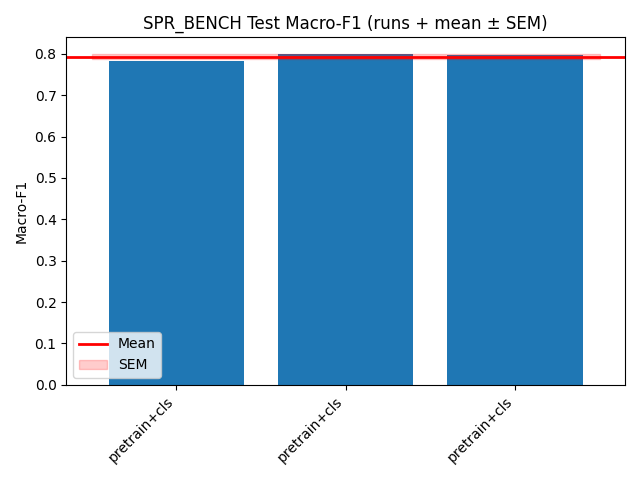 SPR_BENCH Test Macro-F1 (runs + mean ± SEM)
Macro-F1
0.8
0.7
0.6
0.5
0.4
0.3
0.2
0.1
0.0
Mean
SEM
pretrain+cls
pretrain+cls
pretrain+cls